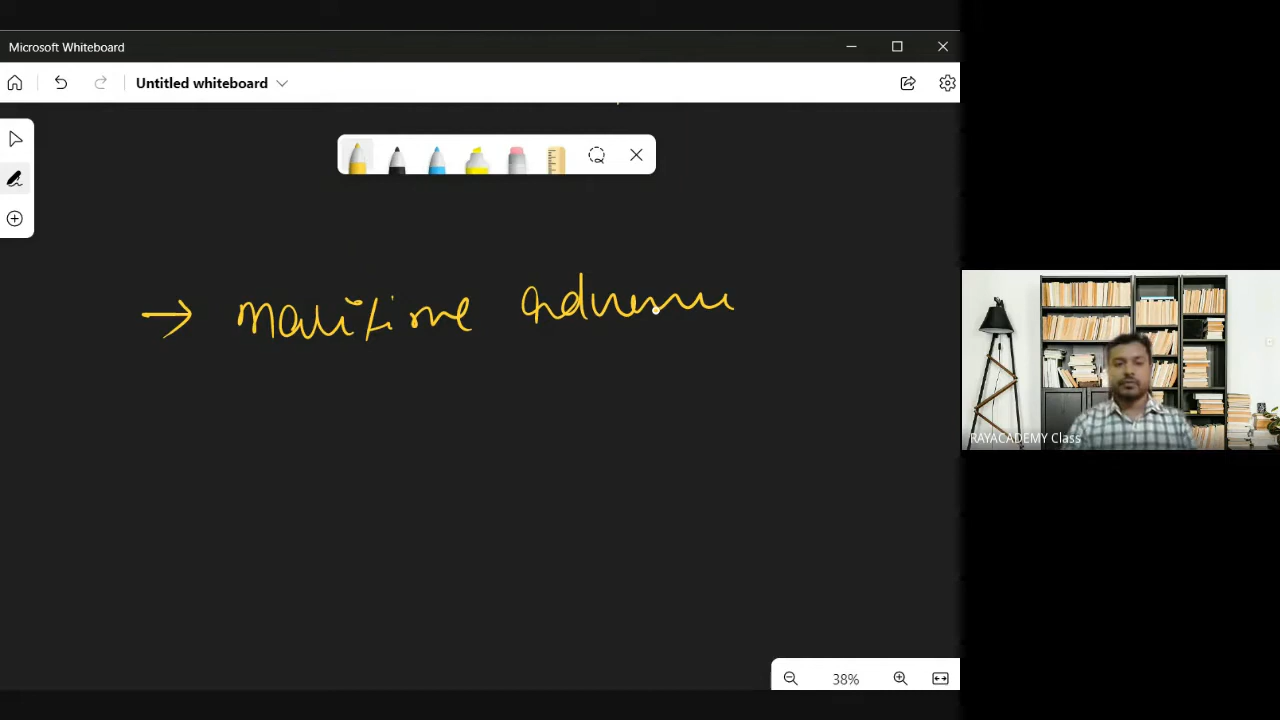 Microsoft Whiteboard
Untitled whiteboard
→ maritime
RAYACADEMY Class
38%